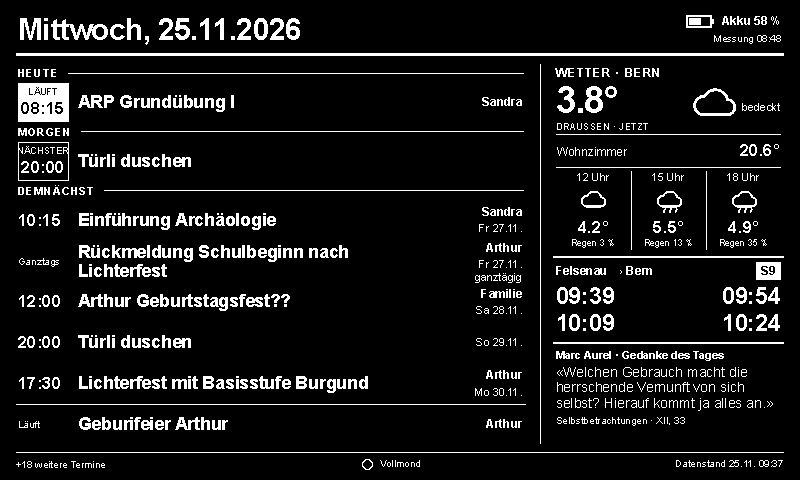 Mittwoch, 25.11.2026
Akku 58 %
Messung 08:48
HEUTE
LÄUFT
08:15
ARP Grundübung I
Sandra
MORGEN
NÄCHSTER
20:00
Türli duschen
DEMNÄCHST
10:15
Einführung Archäologie
Sandra
Fr 27.11.
Ganztags
Rückmeldung Schulbeginn nach
Lichterfest
Arthur
Fr 27.11.
ganztägig
12:00
Arthur Geburtstagsfest??
Familie
Sa 28.11.
20:00
Türli duschen
So 29.11.
17:30
Lichterfest mit Basisstufe Burgund
Arthur
Mo 30.11.
Läuft
Geburifeier Arthur
Arthur
WETTER · BERN
3.8°
bedeckt
DRAUSSEN · JETZT
Wohnzimmer 20.6°
12 Uhr 15 Uhr 18 Uhr
4.2° 5.5° 4.9°
Regen 3 % Regen 13 % Regen 35 %
Felsenau › Bern S9
09:39 09:54
10:09 10:24
Marc Aurel · Gedanke des Tages
«Welchen Gebrauch macht die
herrschende Vernunft von sich
selbst? Hierauf kommt ja alles an.»
Selbstbetrachtungen · XII, 33
+18 weitere Termine
Vollmond
Datenstand 25.11. 09:37